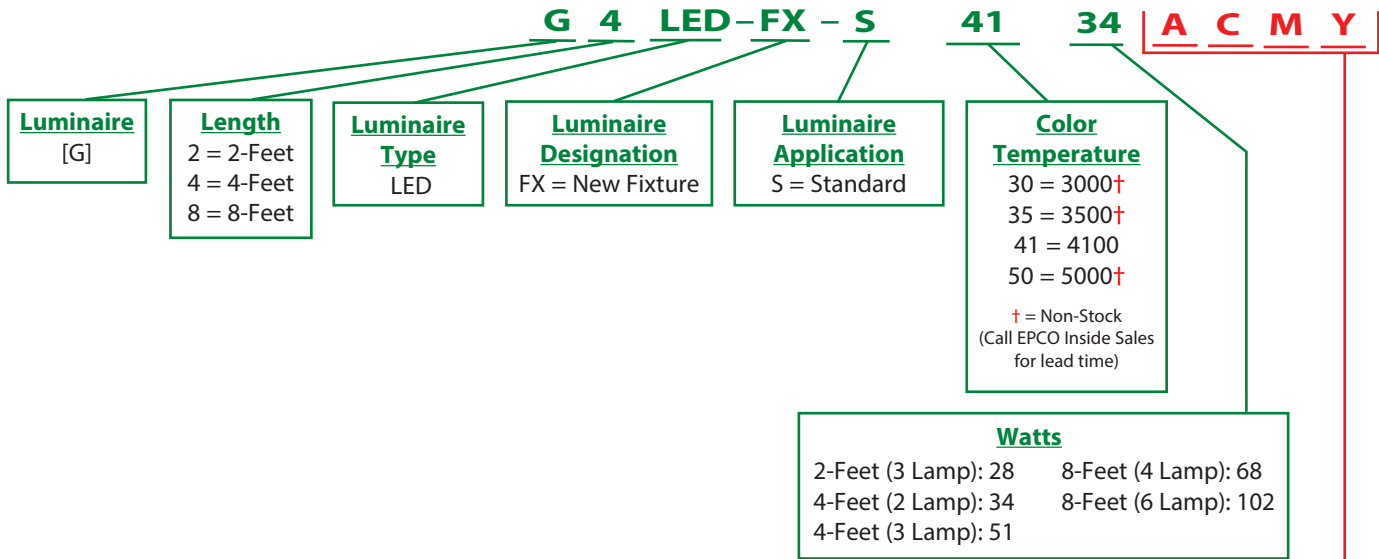 G 4 LED – FX – S 41 34 A C M Y
Luminaire
[G]
Length
2 = 2-Feet
4 = 4-Feet
8 = 8-Feet
Luminaire
Type
LED
Luminaire
Designation
FX = New Fixture
Luminaire
Application
S = Standard
Color
Temperature
30 = 3000†
35 = 3500†
41 = 4100
50 = 5000†
† = Non-Stock
(Call EPCO Inside Sales
for lead time)
Watts
2-Feet (3 Lamp): 28 8-Feet (4 Lamp): 68
4-Feet (2 Lamp): 34 8-Feet (6 Lamp): 102
4-Feet (3 Lamp): 51